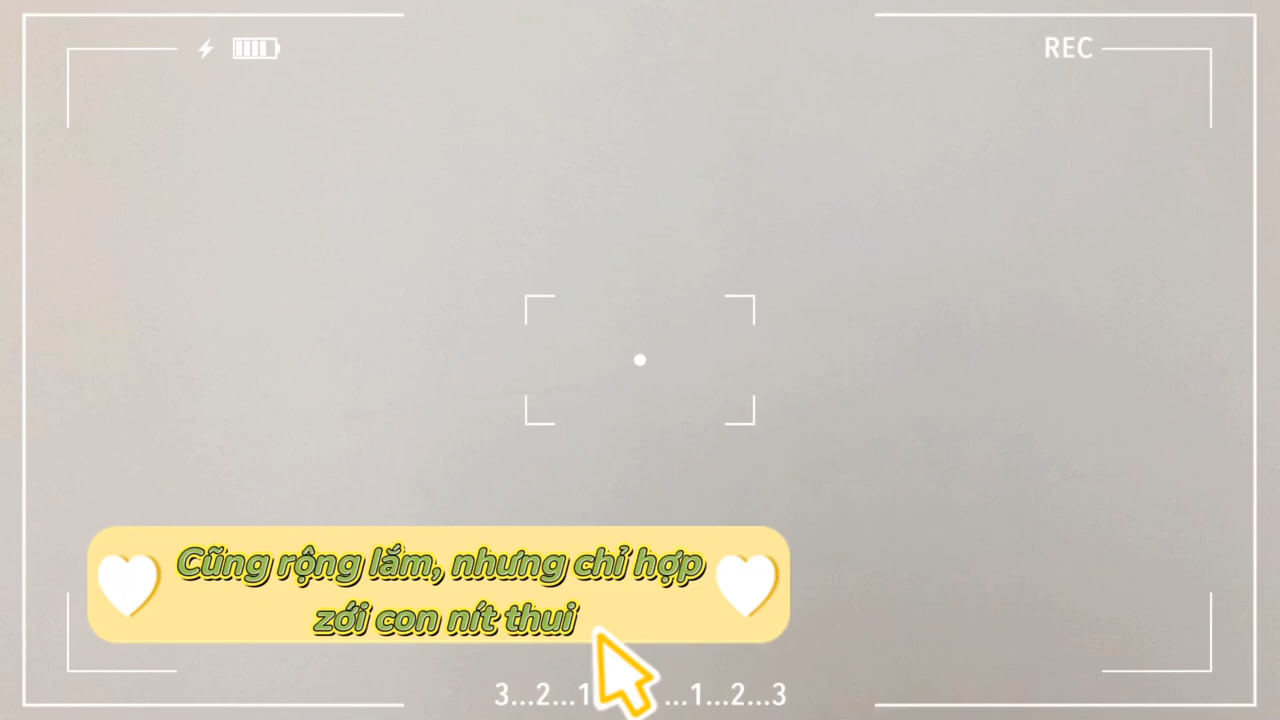 REC
Cũng rộng lắm, nhưng chỉ hợp
zới con nít thui
3...2...1 ...1...2...3